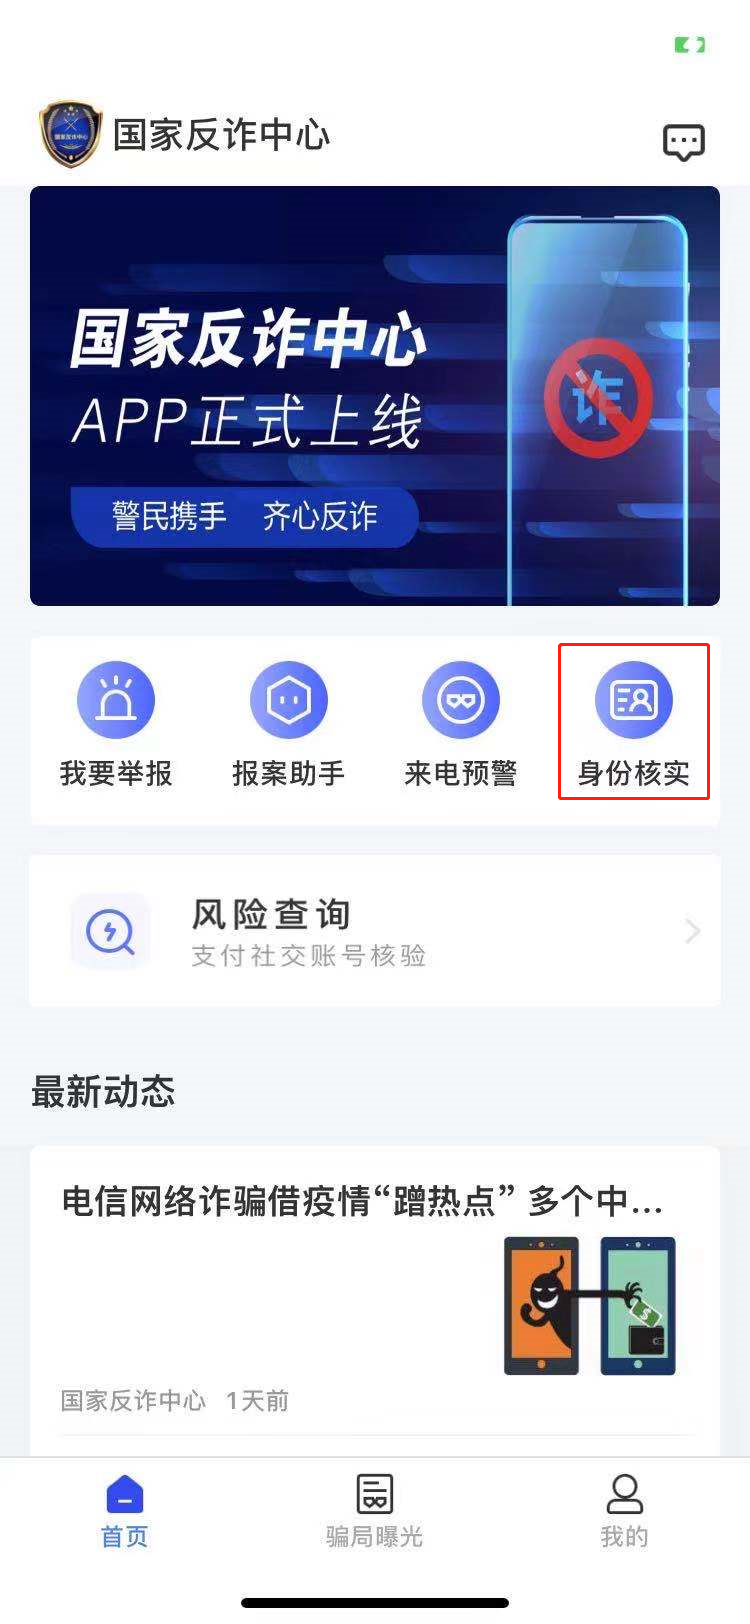 国家反诈中心
国家反诈中心
APP正式上线
警民携手 齐心反诈
诈
我要举报 报案助手 来电预警 身份核实
风险查询
支付社交账号核验
最新动态
电信网络诈骗借疫情“蹭热点” 多个中...
国家反诈中心 1天前
首页 骗局曝光 我的